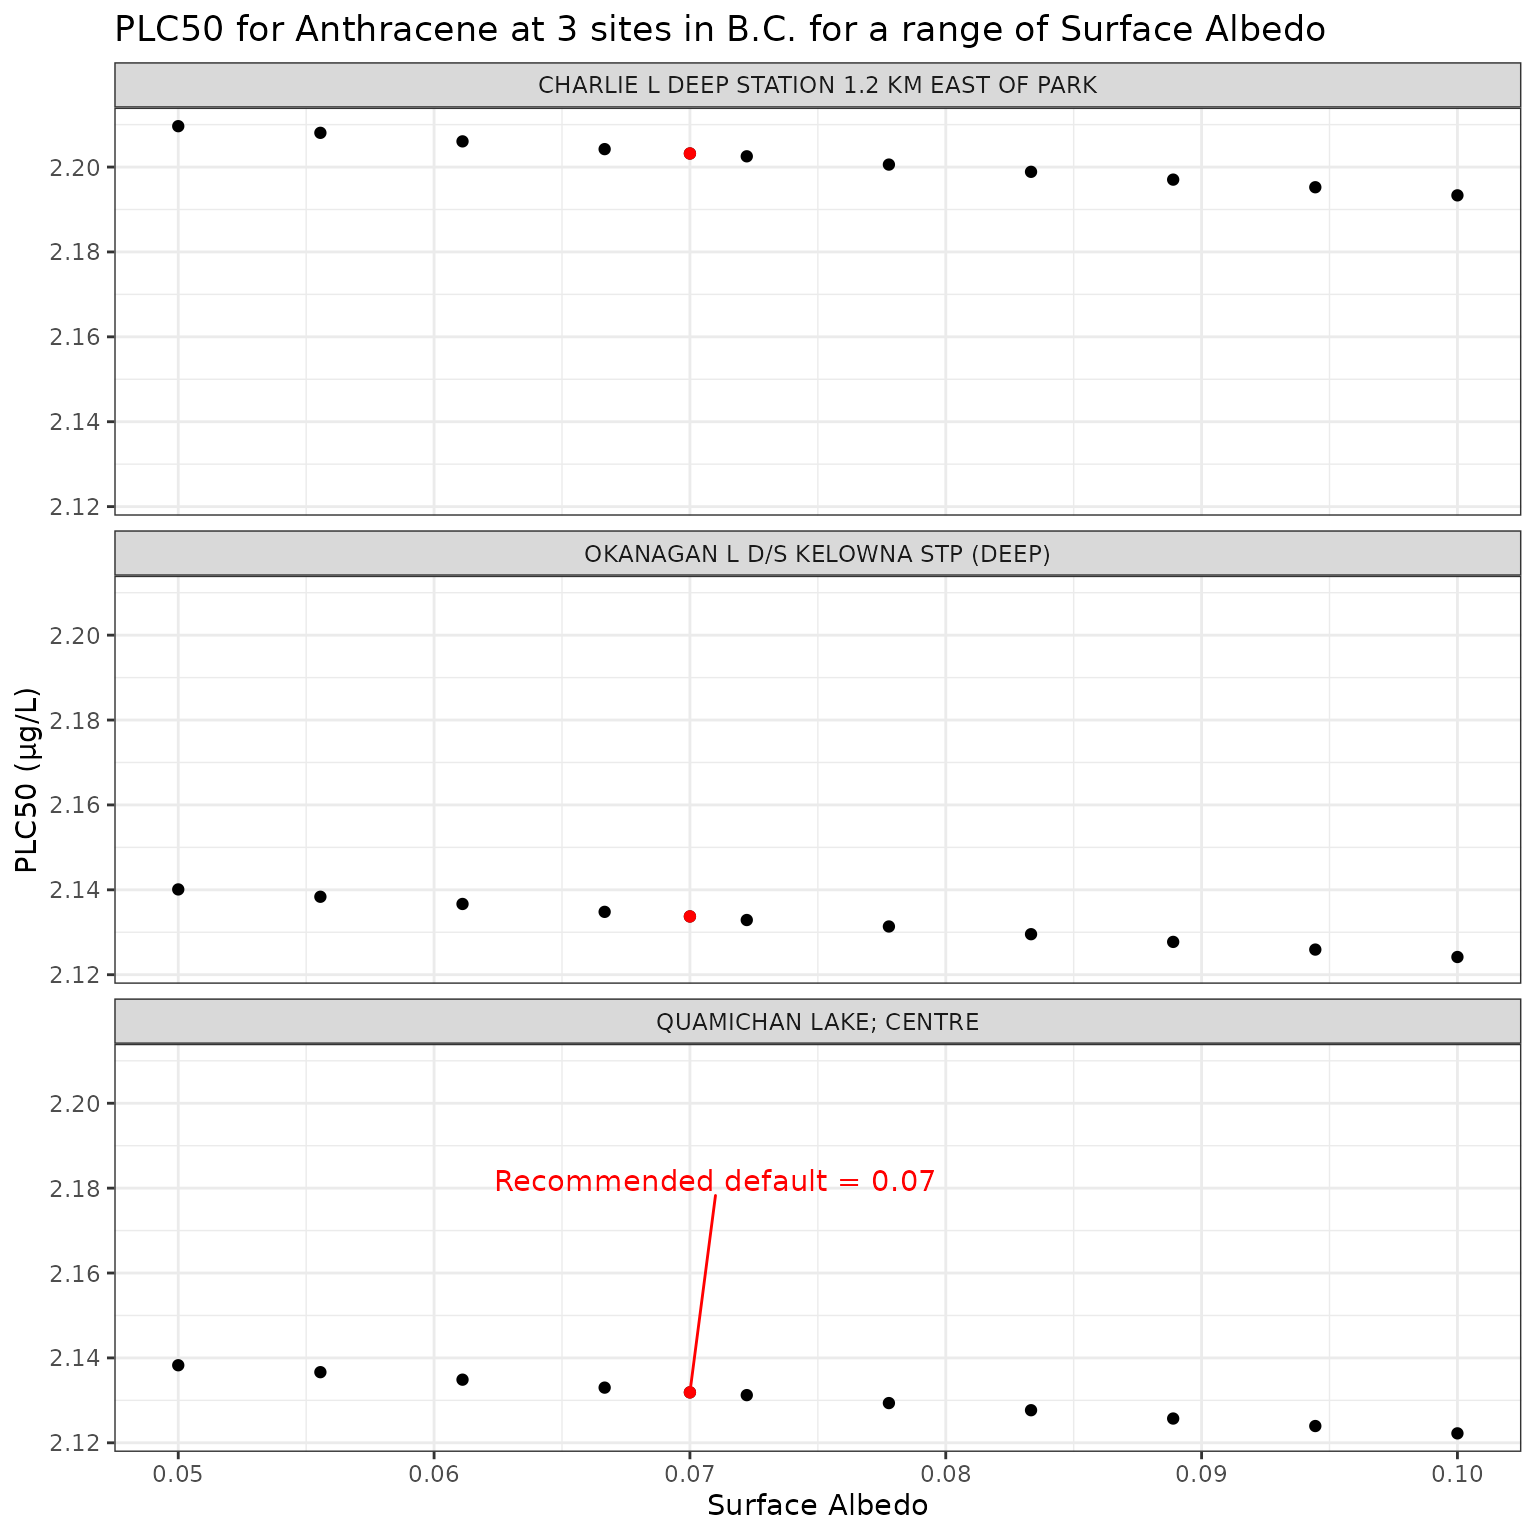 PLC50 for Anthracene at 3 sites in B.C. for a range of Surface Albedo
CHARLIE L DEEP STATION 1.2 KM EAST OF PARK
2.20
2.18
2.16
2.14
2.12
OKANAGAN L D/S KELOWNA STP (DEEP)
2.20
2.18
2.16
2.14
2.12
PLC50 (µg/L)
QUAMICHAN LAKE; CENTRE
2.20
2.18
2.16
2.14
2.12
Recommended default = 0.07
0.05 0.06 0.07 0.08 0.09 0.10
Surface Albedo